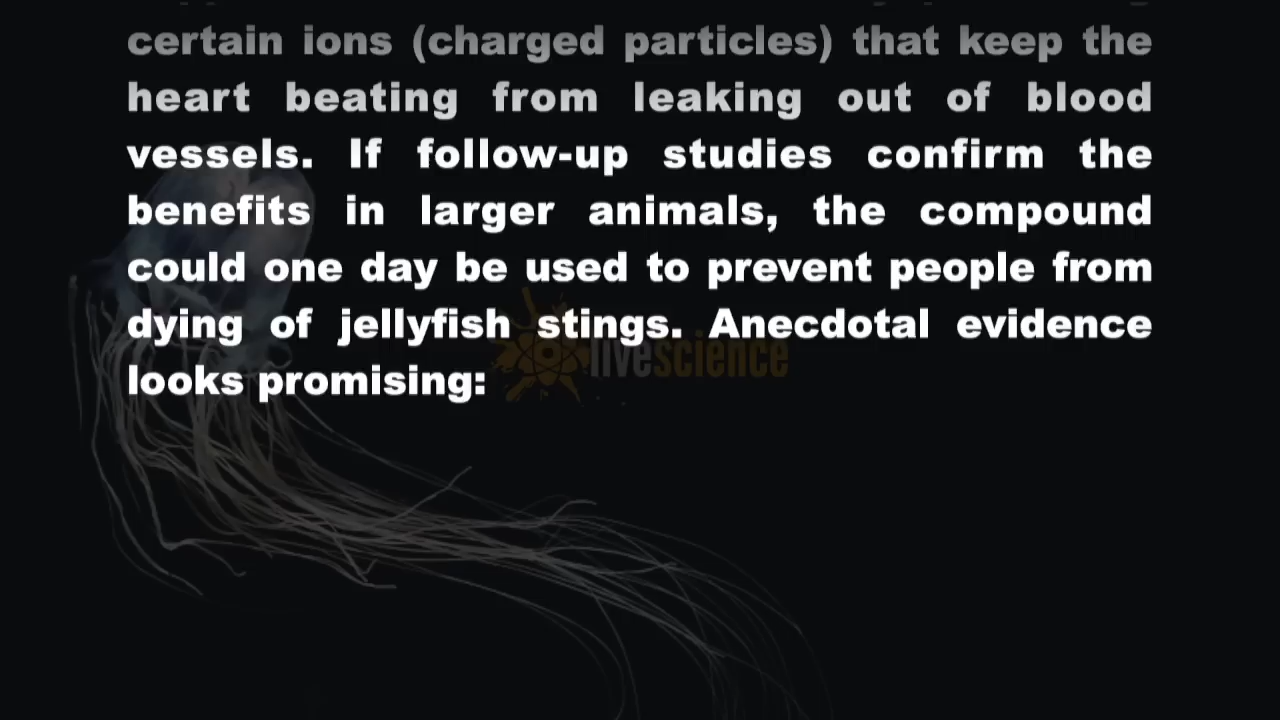 certain ions (charged particles) that keep the
heart beating from leaking out of blood
vessels. If follow-up studies confirm the
benefits in larger animals, the compound
could one day be used to prevent people from
dying of jellyfish stings. Anecdotal evidence
livescience
looks promising: